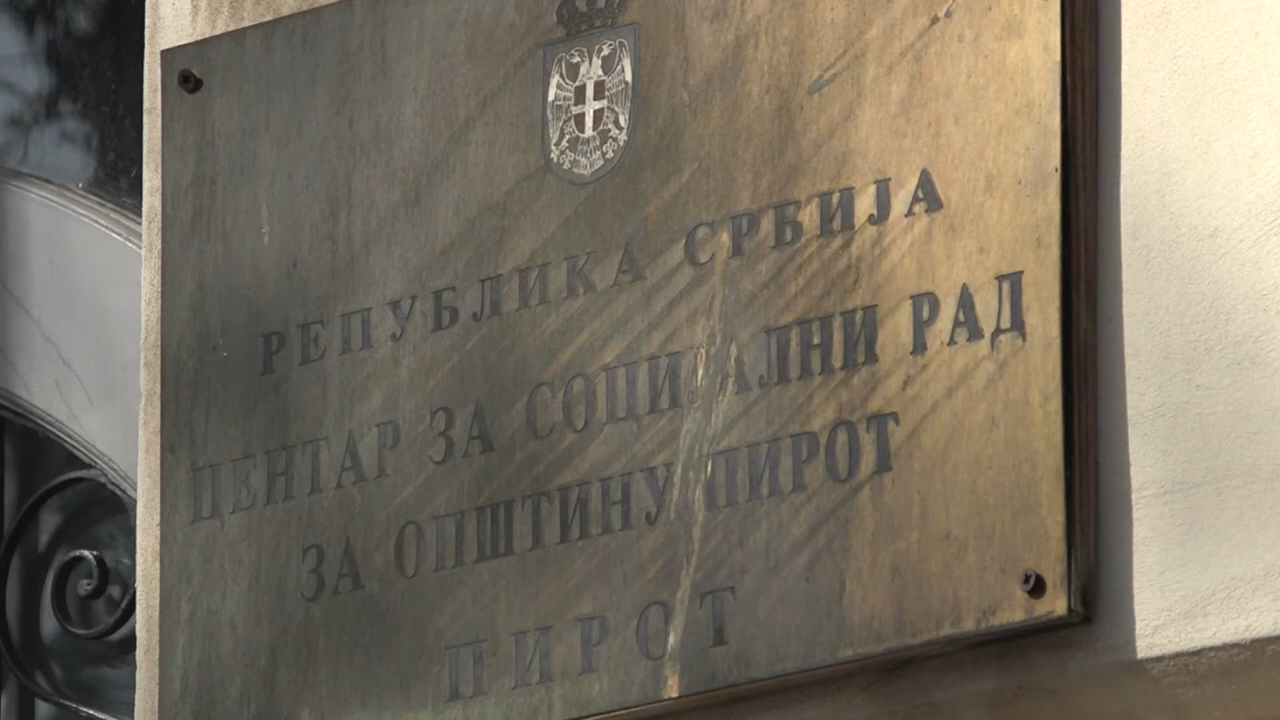 РЕПУБЛИКА СРБИЈА
ЦЕНТАР ЗА СОЦИЈАЛНИ РАД
ЗА ОПШТИНУ ПИРОТ
ПИРОТ